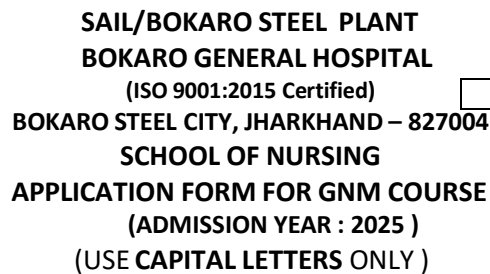 SAIL/BOKARO STEEL PLANT
BOKARO GENERAL HOSPITAL
(ISO 9001:2015 Certified)
BOKARO STEEL CITY, JHARKHAND – 827004
SCHOOL OF NURSING
APPLICATION FORM FOR GNM COURSE
(ADMISSION YEAR : 2025 )
(USE CAPITAL LETTERS ONLY )